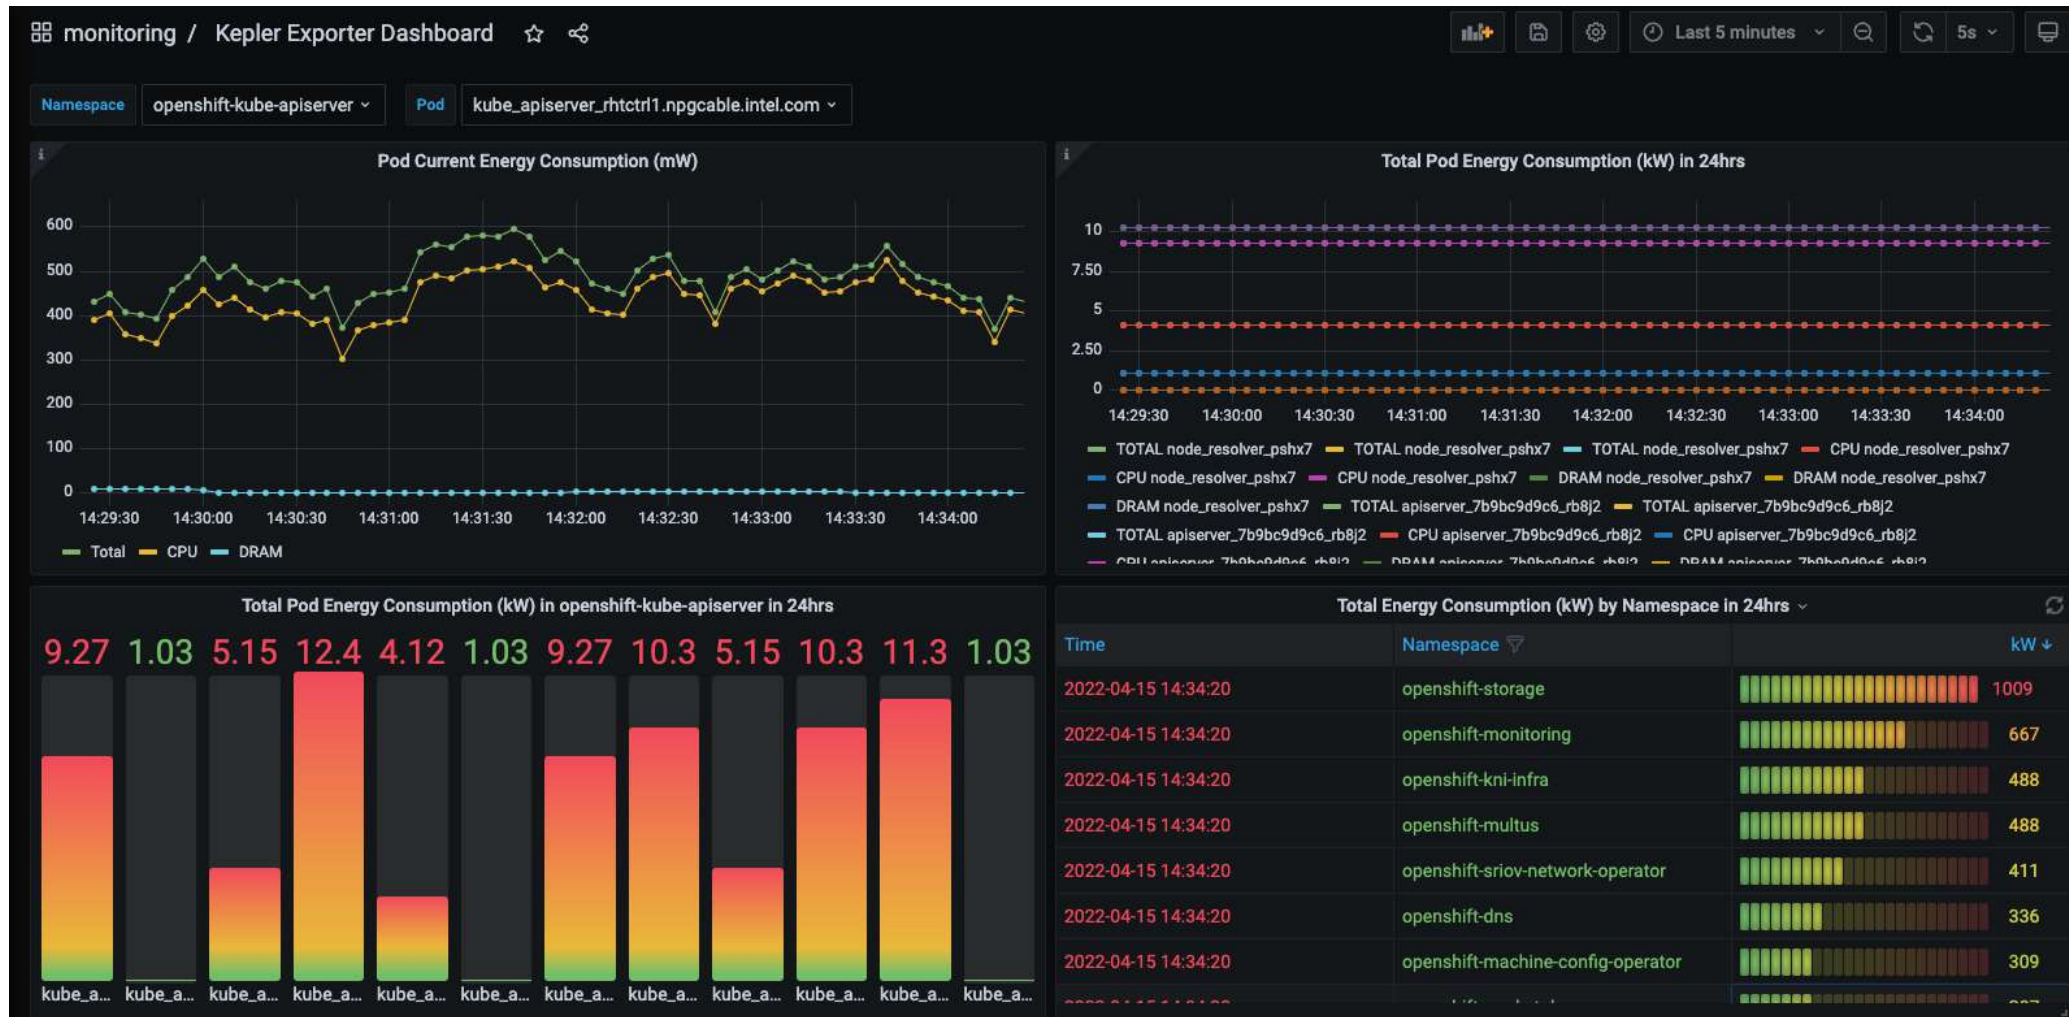 monitoring / Kepler Exporter Dashboard
Last 5 minutes
5s
Namespace openshift-kube-apiserver Pod kube_apiserver_rhtctrl1.npgcable.intel.com
Pod Current Energy Consumption (mW)
600
500
400
300
200
100
0
14:29:30 14:30:00 14:30:30 14:31:00 14:31:30 14:32:00 14:32:30 14:33:00 14:33:30 14:34:00
Total CPU DRAM
Total Pod Energy Consumption (kW) in 24hrs
10
7.50
5
2.50
0
14:29:30 14:30:00 14:30:30 14:31:00 14:31:30 14:32:00 14:32:30 14:33:00 14:33:30 14:34:00
TOTAL node_resolver_pshx7 TOTAL node_resolver_pshx7 TOTAL node_resolver_pshx7 CPU node_resolver_pshx7
CPU node_resolver_pshx7 CPU node_resolver_pshx7 DRAM node_resolver_pshx7 DRAM node_resolver_pshx7
DRAM node_resolver_pshx7 TOTAL apiserver_7b9bc9d9c6_rb8j2 TOTAL apiserver_7b9bc9d9c6_rb8j2
TOTAL apiserver_7b9bc9d9c6_rb8j2 CPU apiserver_7b9bc9d9c6_rb8j2 CPU apiserver_7b9bc9d9c6_rb8j2
CPU apiserver_7b9bc9d9c6_rb8j2 DRAM apiserver_7b9bc9d9c6_rb8j2 DRAM apiserver_7b9bc9d9c6_rb8j2
Total Pod Energy Consumption (kW) in openshift-kube-apiserver in 24hrs
9.27 1.03 5.15 12.4 4.12 1.03 9.27 10.3 5.15 10.3 11.3 1.03
kube_a... kube_a... kube_a... kube_a... kube_a... kube_a... kube_a... kube_a... kube_a... kube_a... kube_a... kube_a...
Total Energy Consumption (kW) by Namespace in 24hrs
Time Namespace kW
2022-04-15 14:34:20 openshift-storage 1009
2022-04-15 14:34:20 openshift-monitoring 667
2022-04-15 14:34:20 openshift-kni-infra 488
2022-04-15 14:34:20 openshift-multus 488
2022-04-15 14:34:20 openshift-sriov-network-operator 411
2022-04-15 14:34:20 openshift-dns 336
2022-04-15 14:34:20 openshift-machine-config-operator 309